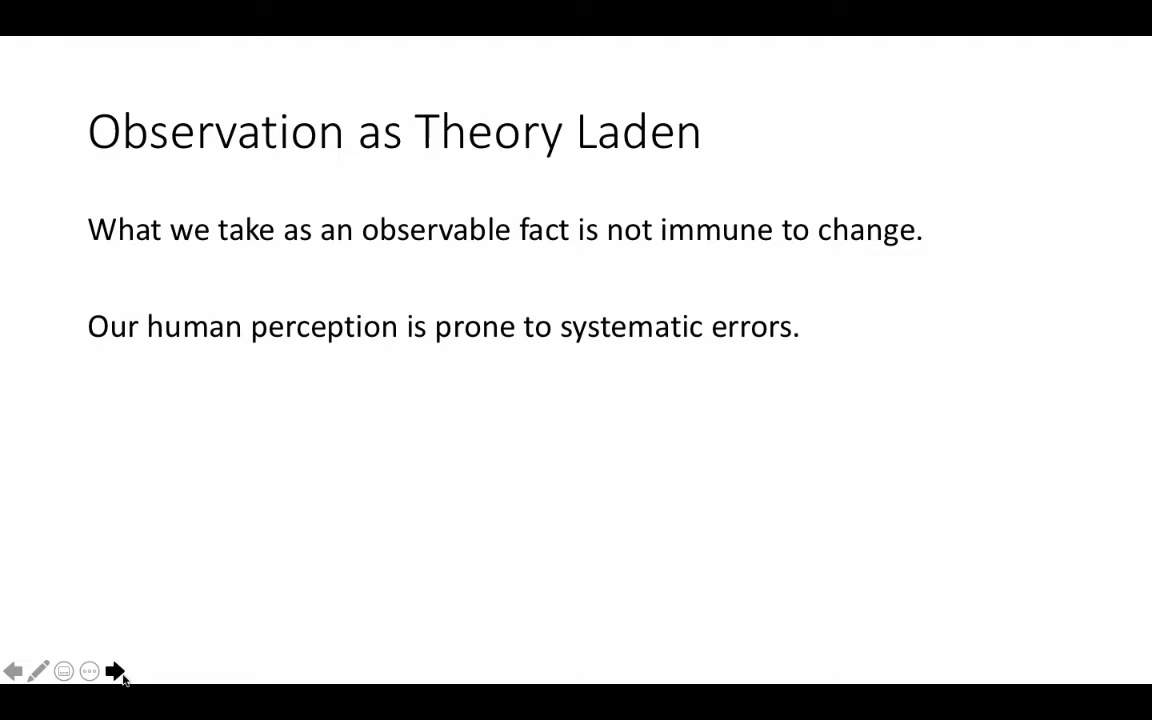 Observation as Theory Laden
What we take as an observable fact is not immune to change.
Our human perception is prone to systematic errors.